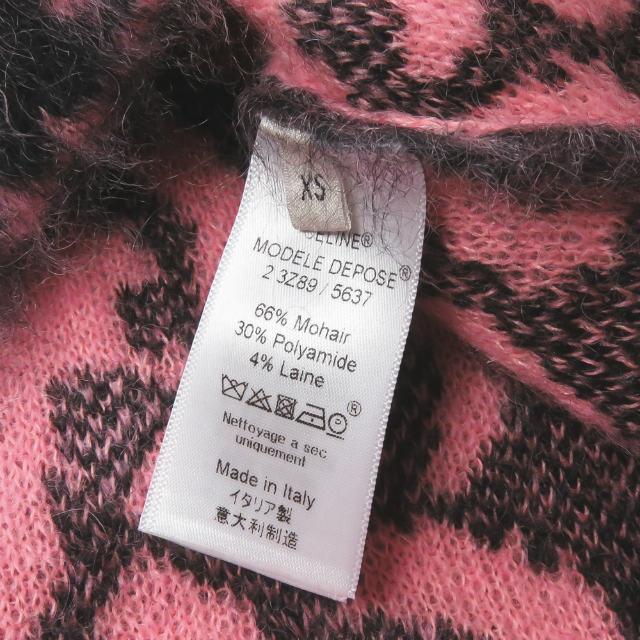 XS
ELINE®
MODELE DEPOSE®
2 3Z89 / 5637
66% Mohair
30% Polyamide
4% Laine
Nettoyage a sec
uniquement
Made in Italy
イタリア製
意大利制造